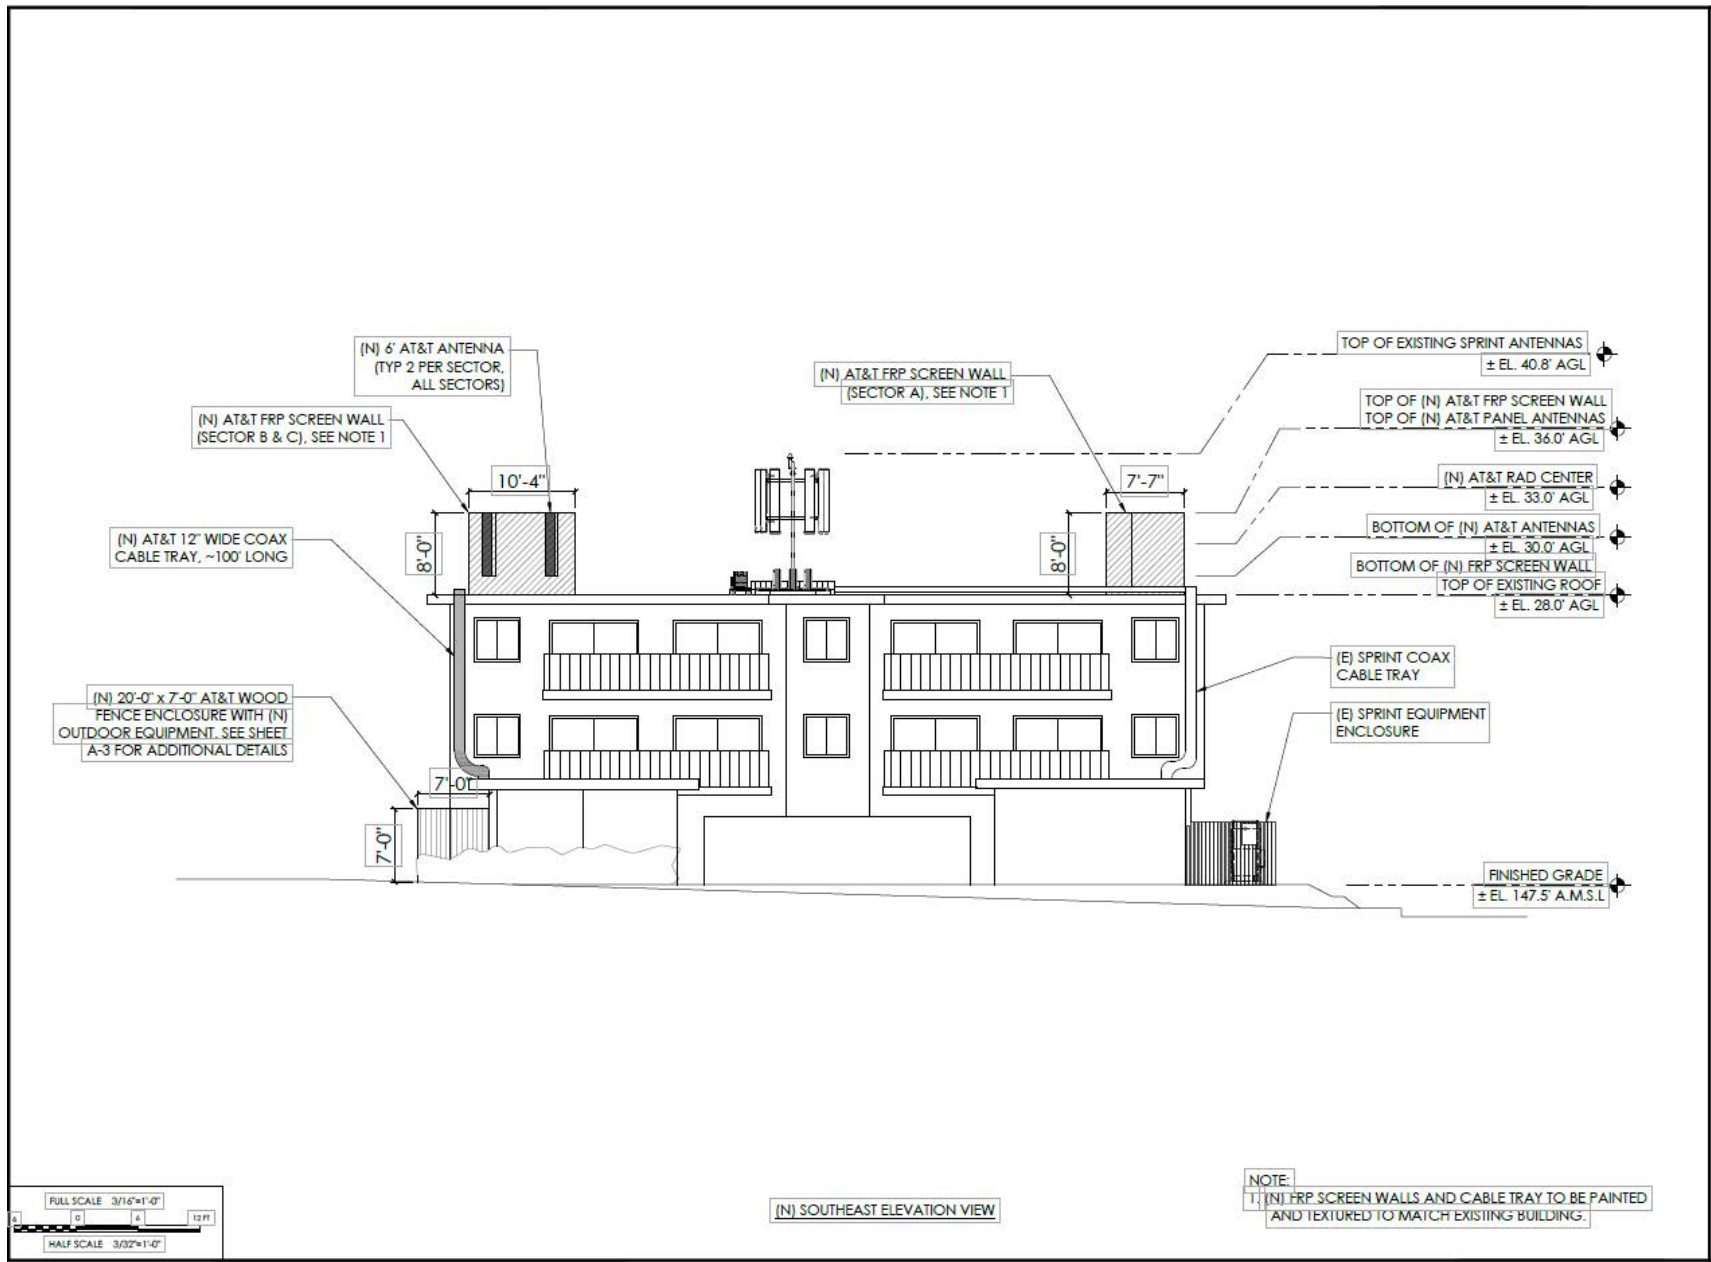 (N) 6' AT&T ANTENNA
(TYP 2 PER SECTOR,
ALL SECTORS)
(N) AT&T FRP SCREEN WALL
(SECTOR B & C), SEE NOTE 1
(N) AT&T FRP SCREEN WALL
(SECTOR A), SEE NOTE 1
TOP OF EXISTING SPRINT ANTENNAS
± EL. 40.8' AGL
TOP OF (N) AT&T FRP SCREEN WALL
TOP OF (N) AT&T PANEL ANTENNAS
± EL. 36.0' AGL
(N) AT&T RAD CENTER
± EL. 33.0' AGL
BOTTOM OF (N) AT&T ANTENNAS
± EL. 30.0' AGL
BOTTOM OF (N) FRP SCREEN WALL
TOP OF EXISTING ROOF
± EL. 28.0' AGL
10'-4"
7'-7"
8'-0"
8'-0"
(N) AT&T 12" WIDE COAX
CABLE TRAY, ~100' LONG
(E) SPRINT COAX
CABLE TRAY
(E) SPRINT EQUIPMENT
ENCLOSURE
(N) 20'-0" x 7'-0" AT&T WOOD
FENCE ENCLOSURE WITH (N)
OUTDOOR EQUIPMENT. SEE SHEET
A-3 FOR ADDITIONAL DETAILS
7'-0"
7'-0"
FINISHED GRADE
± EL. 147.5' A.M.S.L
FULL SCALE 3/16"=1'-0"
6 0 6 12 FT
HALF SCALE 3/32"=1'-0"
(N) SOUTHEAST ELEVATION VIEW
NOTE:
1. (N) FRP SCREEN WALLS AND CABLE TRAY TO BE PAINTED
AND TEXTURED TO MATCH EXISTING BUILDING.